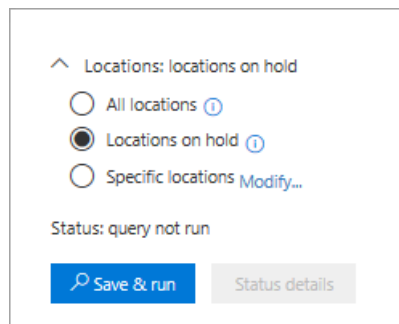 Locations: locations on hold
All locations
Locations on hold
Specific locations Modify...
Status: query not run
Save & run
Status details